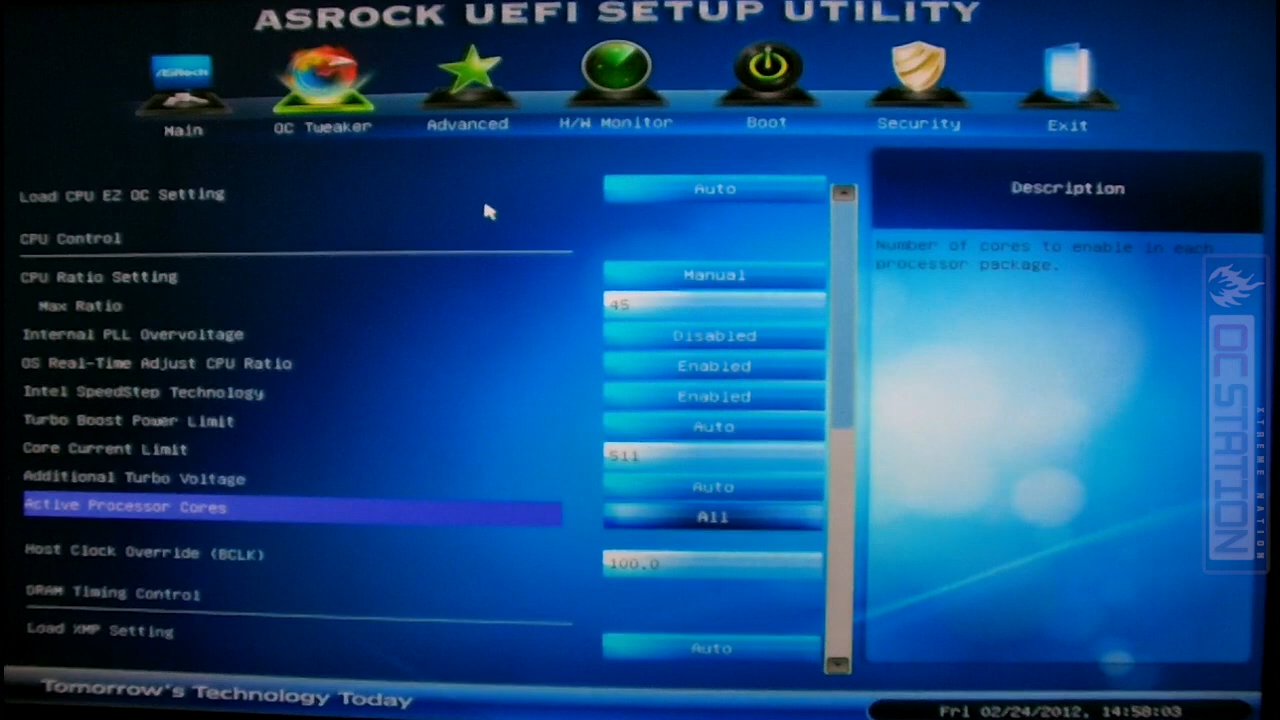 ASROCK UEFI SETUP UTILITY
Main
OC Tweaker
Advanced
H/W Monitor
Boot
Security
Exit
Load CPU EZ OC Setting Auto
CPU Control
CPU Ratio Setting Manual
Max Ratio 45
Internal PLL Overvoltage Disabled
OS Real-Time Adjust CPU Ratio Enabled
Intel SpeedStep Technology Enabled
Turbo Boost Power Limit Auto
Core Current Limit 511
Additional Turbo Voltage Auto
Active Processor Cores All
Host Clock Override (BCLK) 100.0
DRAM Timing Control
Load XMP Setting Auto
Description
Number of cores to enable in each
processor package.
OCSTATION
XTREME NATION
Tomorrow's Technology Today
Fri 02/24/2012, 14:58:03